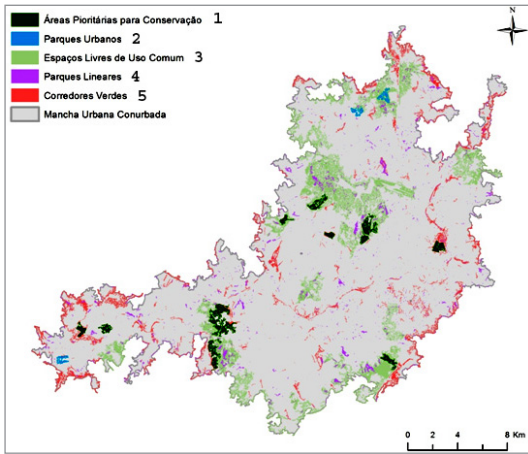 Áreas Pioritárias para Conservação 1
Parques Urbanos 2
Espaços Livres de Uso Comum 3
Parques Lineares 4
Corredores Verdes 5
Mancha Urbana Conurbada
N
0 2 4 8 Km